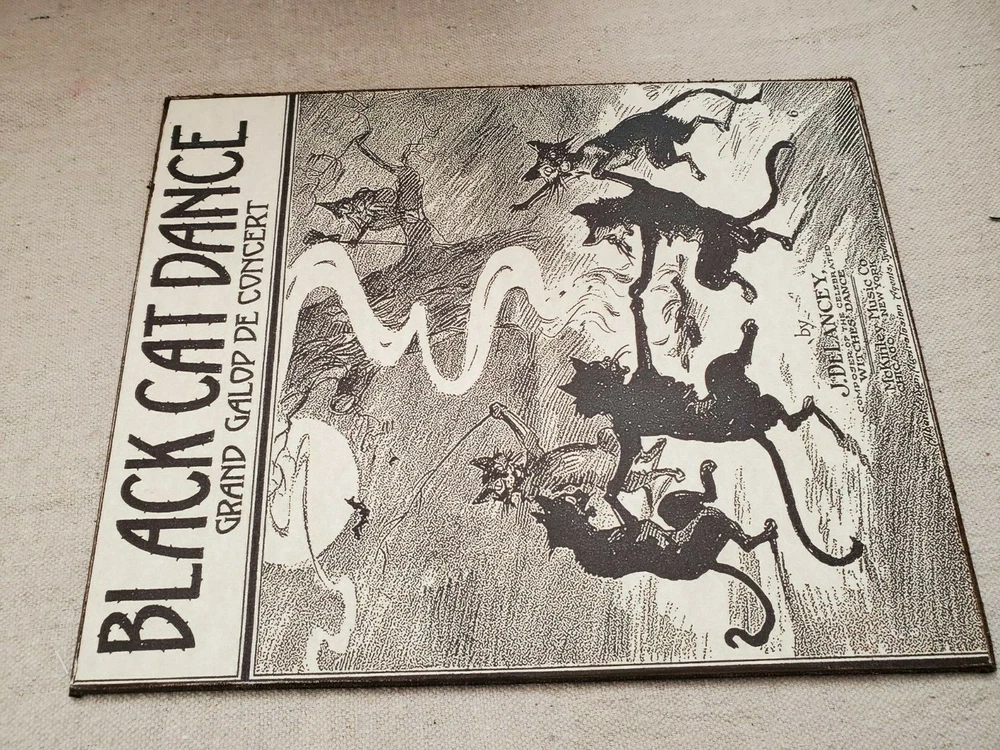 BLACK CAT DANCE
GRAND GALOP DE CONCERT
by
J. DELANCEY,
COMPOSER OF THE CELEBRATED
WITCHES DANCE
McKinley Music Co.
CHICAGO NEW YORK